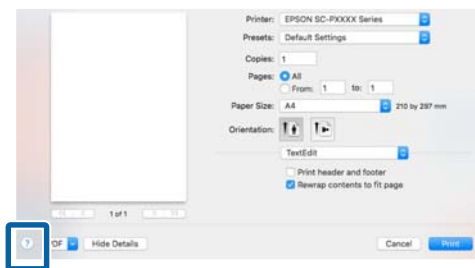 Printer: EPSON SC-PXXXX Series
Presets: Default Settings
Copies: 1
Pages: All
From: 1 to: 1
Paper Size: A4 210 by 297 mm
Orientation:
TextEdit
Print header and footer
Rewrap contents to fit page
1 of 1
? DF Hide Details Cancel Print